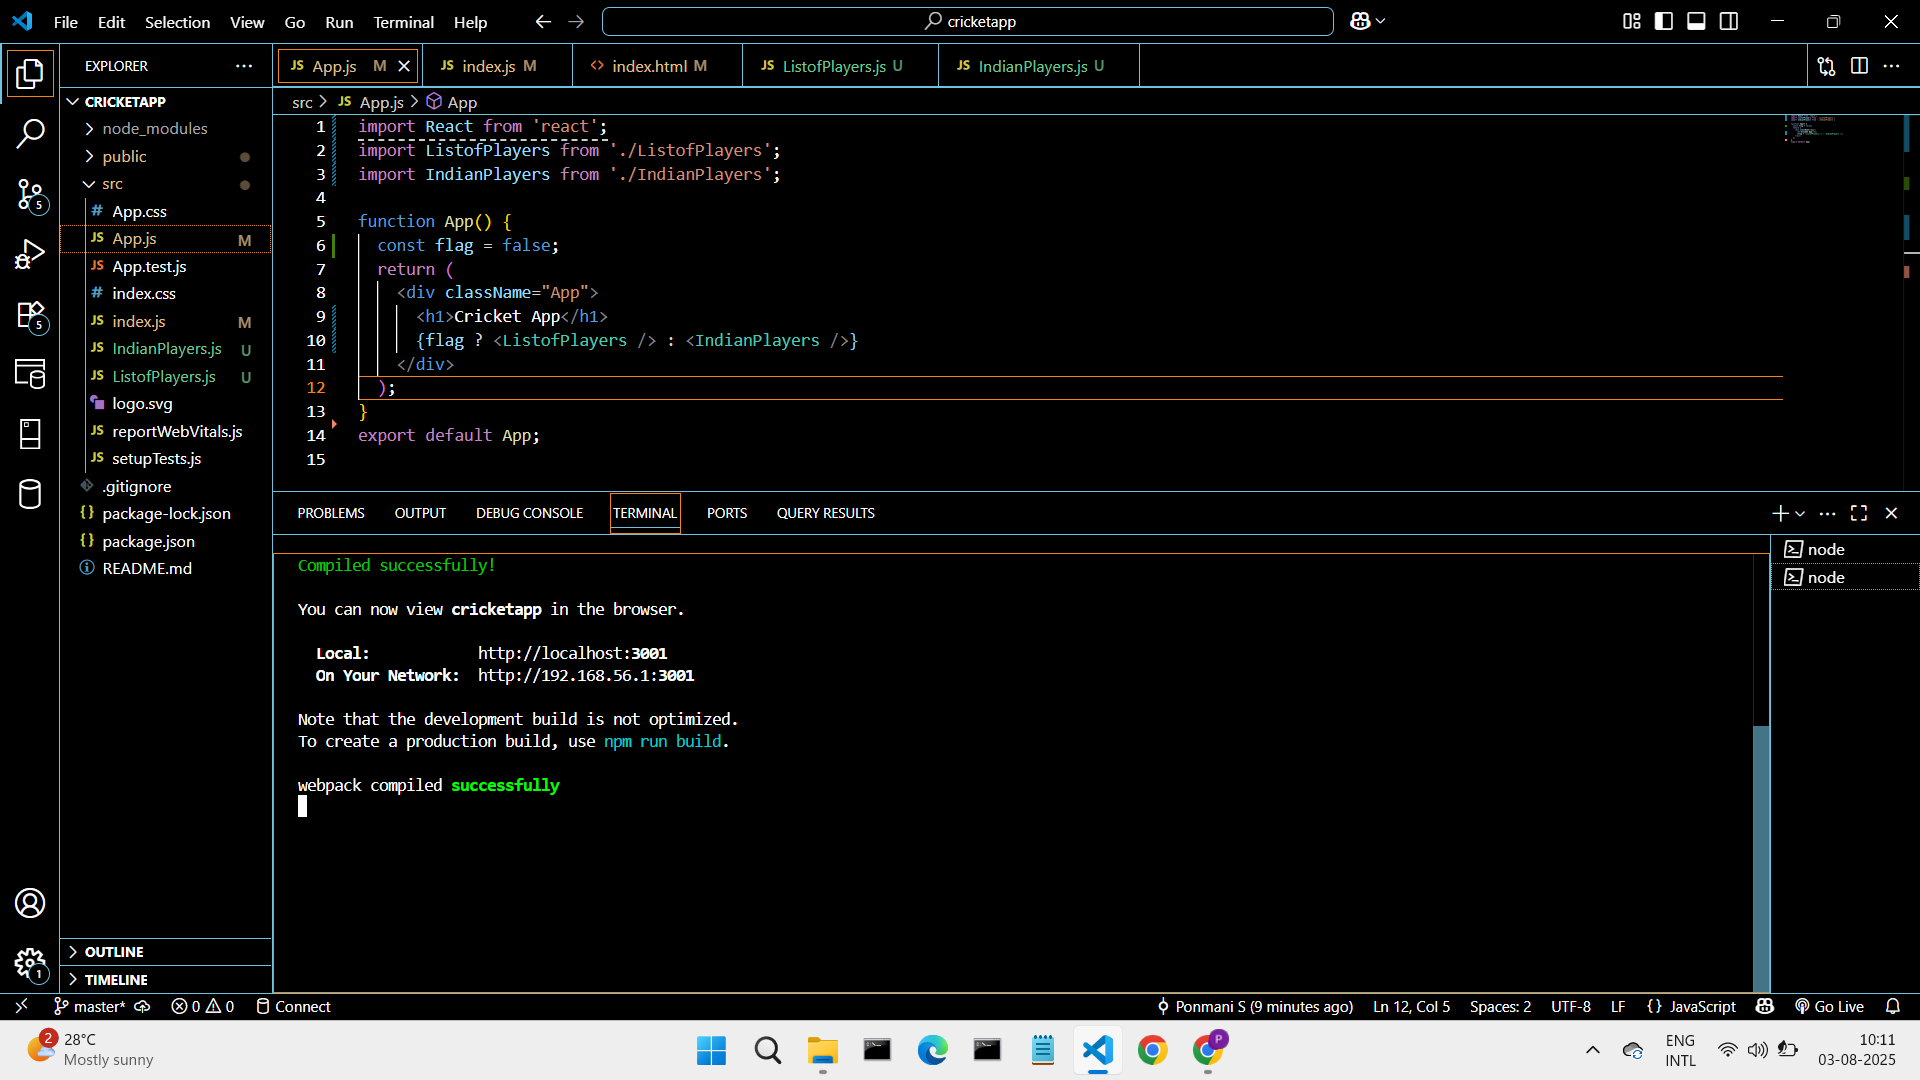 File Edit Selection View Go Run Terminal Help
cricketapp
EXPLORER
CRICKETAPP
node_modules
public
src
# App.css
JS App.js M
JS App.test.js
# index.css
JS index.js M
JS IndianPlayers.js U
JS ListofPlayers.js U
logo.svg
JS reportWebVitals.js
JS setupTests.js
.gitignore
{} package-lock.json
{} package.json
README.md
OUTLINE
TIMELINE
5
5
1
JS App.js M
JS index.js M
<> index.html M
JS ListofPlayers.js U
JS IndianPlayers.js U
src > JS App.js > App
1 import React from 'react';
2 import ListofPlayers from './ListofPlayers';
3 import IndianPlayers from './IndianPlayers';
4
5 function App() {
6 const flag = false;
7 return (
8 <div className="App">
9 <h1>Cricket App</h1>
10 {flag ? <ListofPlayers /> : <IndianPlayers />}
11 </div>
12 );
13 }
14 export default App;
15
PROBLEMS OUTPUT DEBUG CONSOLE TERMINAL PORTS QUERY RESULTS
Compiled successfully!
You can now view cricketapp in the browser.
Local: http://localhost:3001
On Your Network: http://192.168.56.1:3001
Note that the development build is not optimized.
To create a production build, use npm run build.
webpack compiled successfully
node
node
master* 0 0 Connect
Ponmani S (9 minutes ago) Ln 12, Col 5 Spaces: 2 UTF-8 LF {} JavaScript Go Live
2
28°C
Mostly sunny
P
ENG
INTL
10:11
03-08-2025